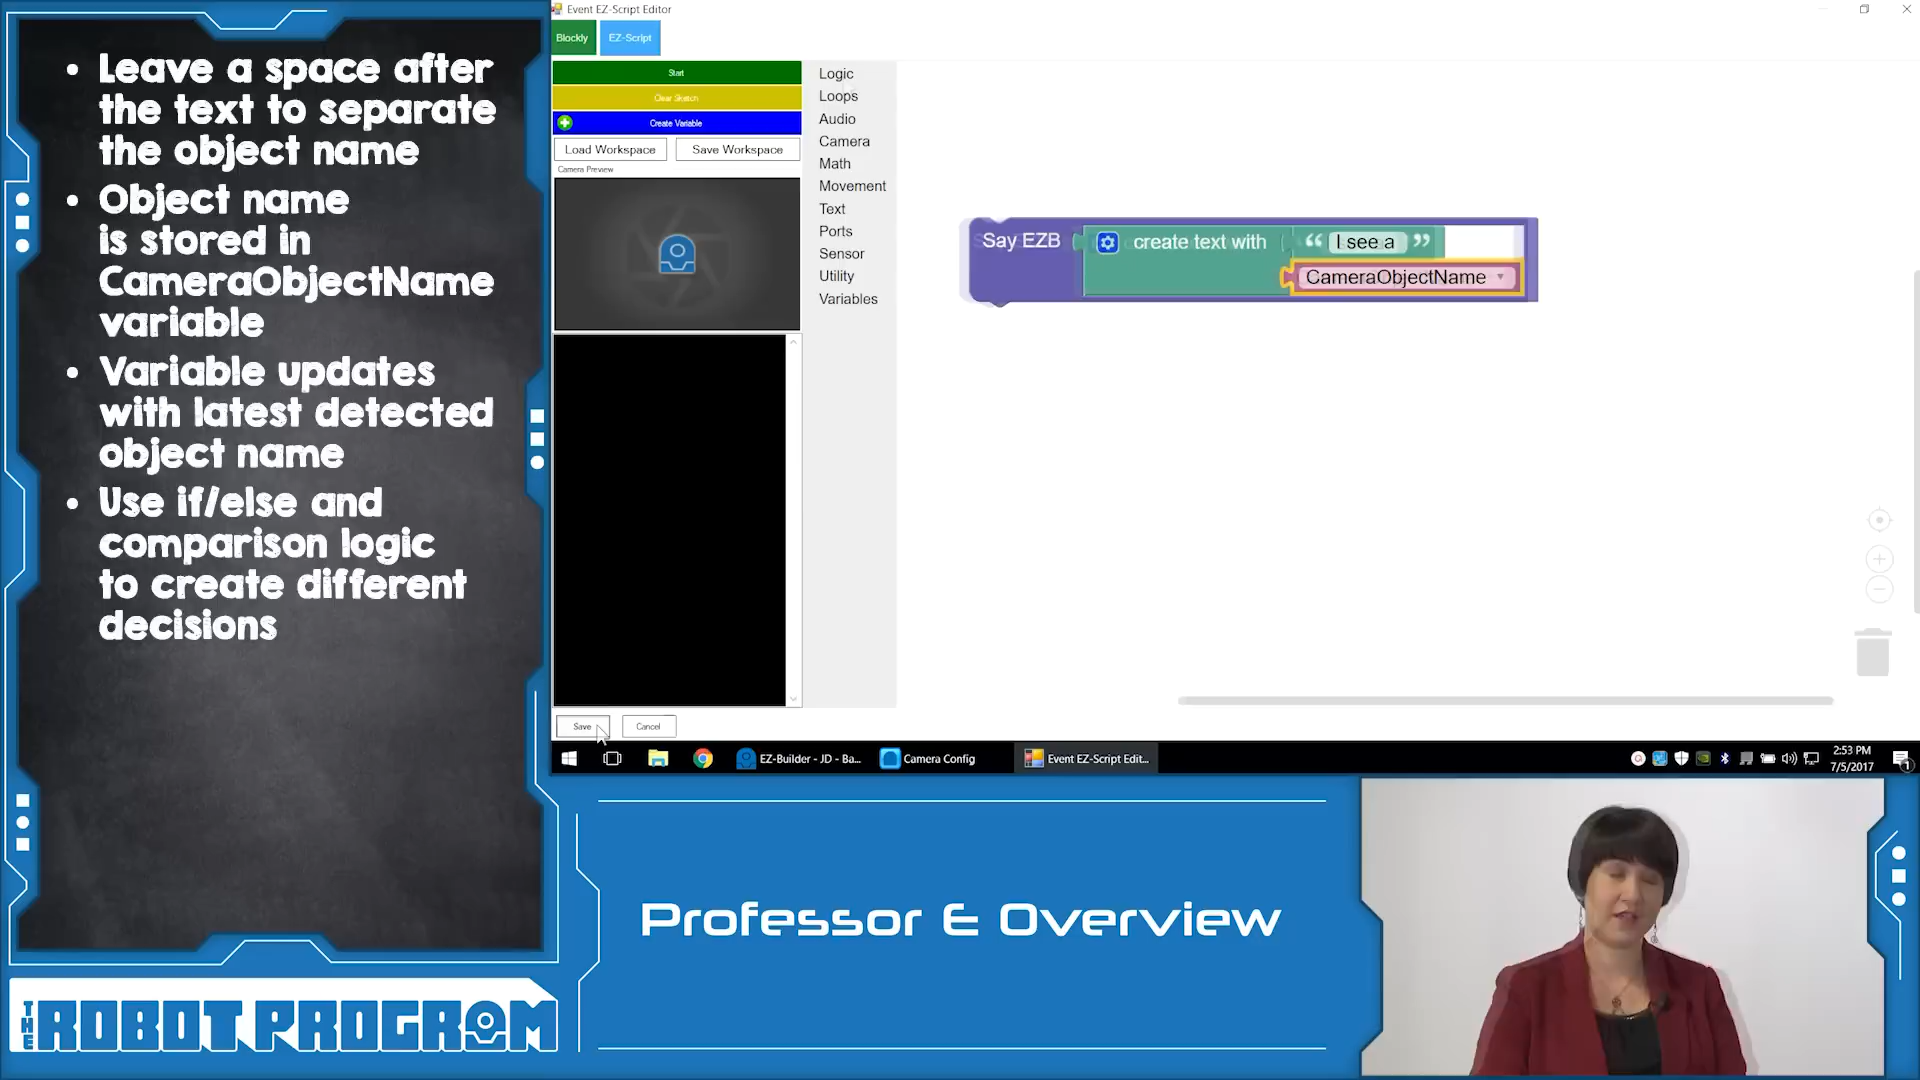 • Leave a space after
the text to separate
the object name
• Object name
is stored in
CameraObjectName
variable
• Variable updates
with latest detected
object name
• Use if/else and
comparison logic
to create different
decisions
THE ROBOT PROGRAM
Event EZ-Script Editor
Blockly
EZ-Script
Start
Clear Sketch
Create Variable
Load Workspace
Save Workspace
Camera Preview
Logic
Loops
Audio
Camera
Math
Movement
Text
Ports
Sensor
Utility
Variables
Say EZB
create text with
“ I see a ”
CameraObjectName
Save
Cancel
EZ-Builder - JD - Ba...
Camera Config
Event EZ-Script Edit...
2:53 PM
7/5/2017
1
Professor E Overview